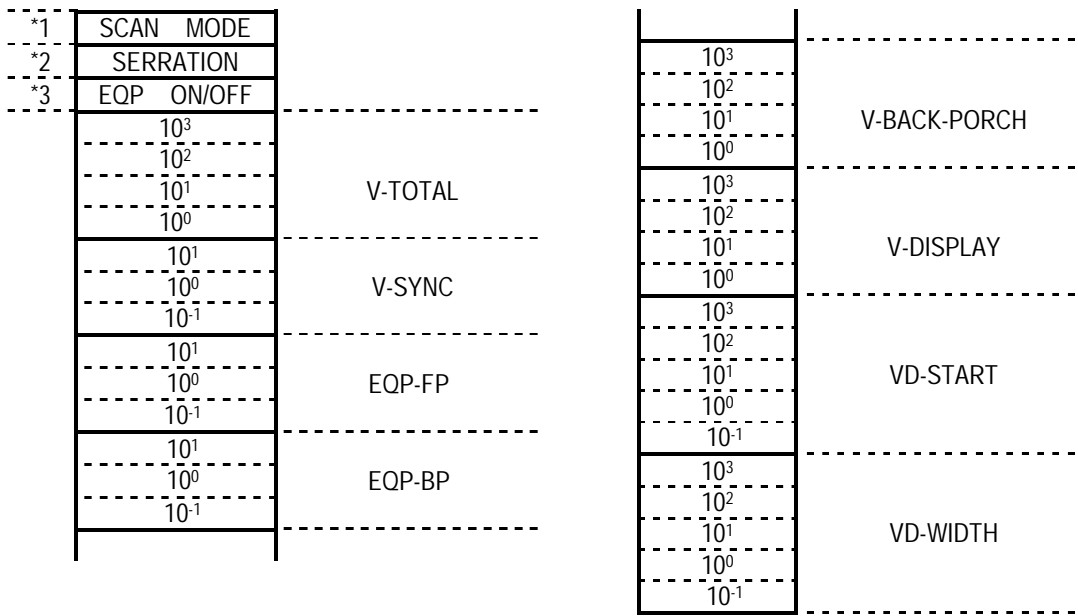 *1 SCAN MODE
*2 SERRATION
*3 EQP ON/OFF
10³
10²
10¹
10⁰
V-TOTAL
10¹
10⁰
10⁻¹
V-SYNC
10¹
10⁰
10⁻¹
EQP-FP
10¹
10⁰
10⁻¹
EQP-BP
10³
10²
10¹
10⁰
V-BACK-PORCH
10³
10²
10¹
10⁰
V-DISPLAY
10³
10²
10¹
10⁰
10⁻¹
VD-START
10³
10²
10¹
10⁰
10⁻¹
VD-WIDTH